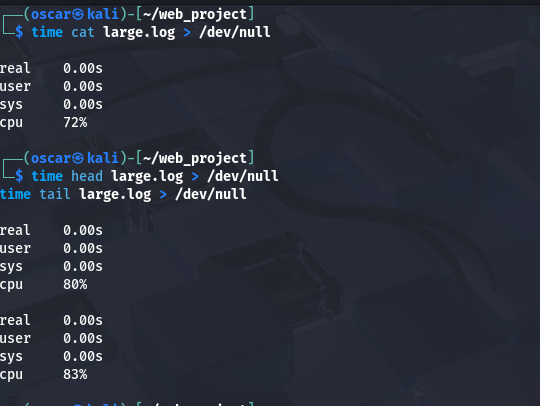 ┌──(oscar㉿kali)-[~/web_project]
└─$ time cat large.log > /dev/null
real 0.00s
user 0.00s
sys 0.00s
cpu 72%
┌──(oscar㉿kali)-[~/web_project]
└─$ time head large.log > /dev/null
time tail large.log > /dev/null
real 0.00s
user 0.00s
sys 0.00s
cpu 80%
real 0.00s
user 0.00s
sys 0.00s
cpu 83%